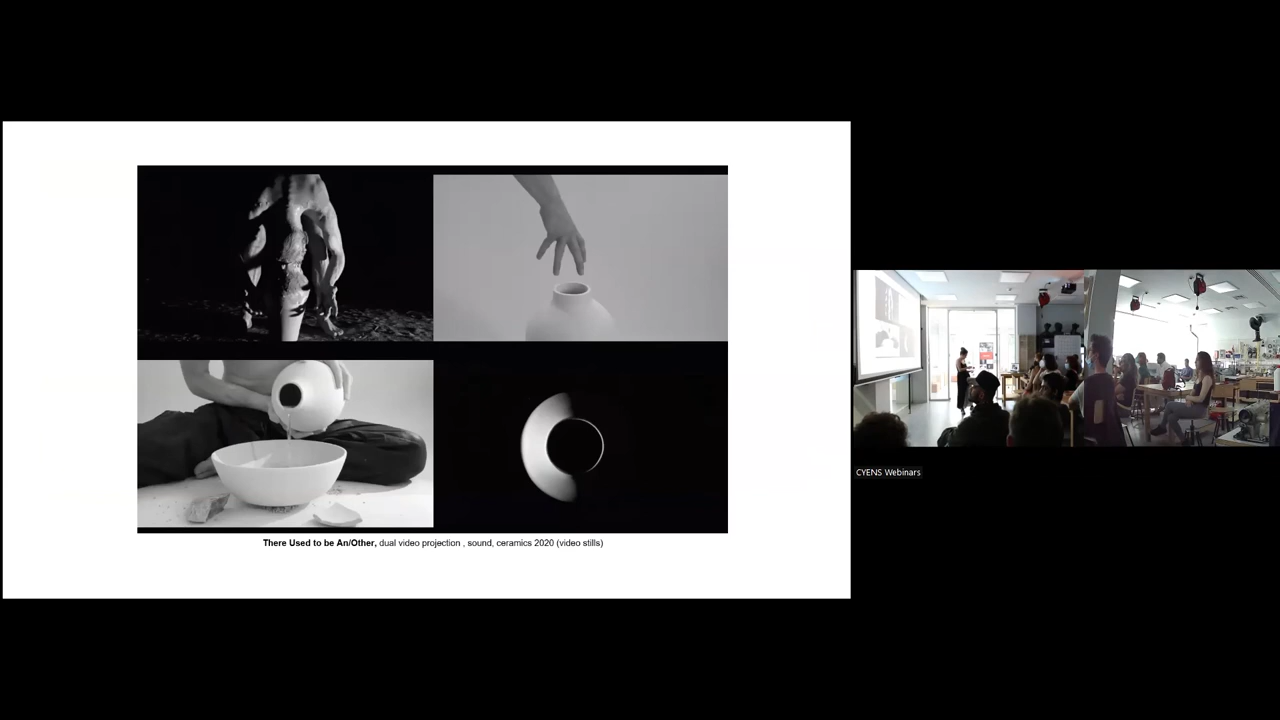 There Used to be An/Other, dual video projection , sound, ceramics 2020 (video stills)
CYENS Webinars